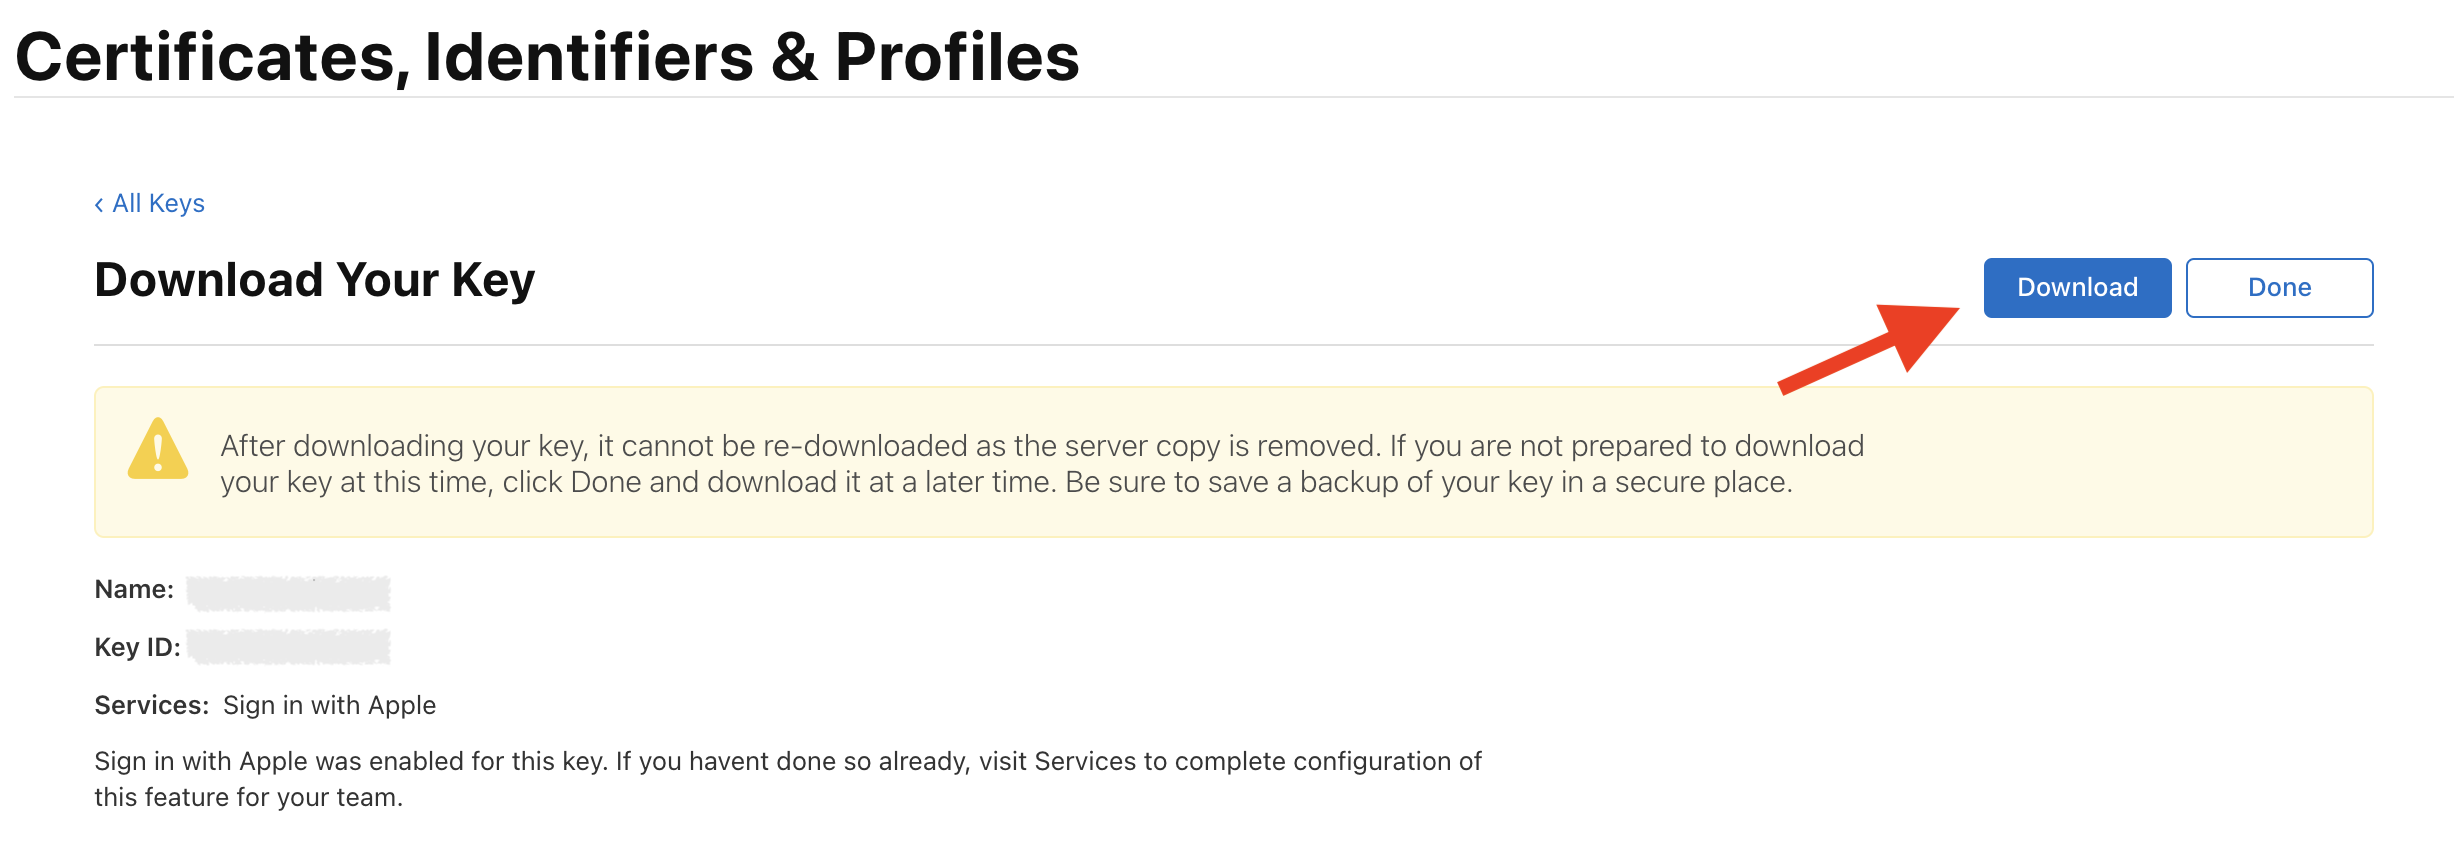 Certificates, Identifiers & Profiles
‹ All Keys
Download Your Key
Download
Done
After downloading your key, it cannot be re-downloaded as the server copy is removed. If you are not prepared to download
your key at this time, click Done and download it at a later time. Be sure to save a backup of your key in a secure place.
Name:
Key ID:
Services: Sign in with Apple
Sign in with Apple was enabled for this key. If you havent done so already, visit Services to complete configuration of
this feature for your team.